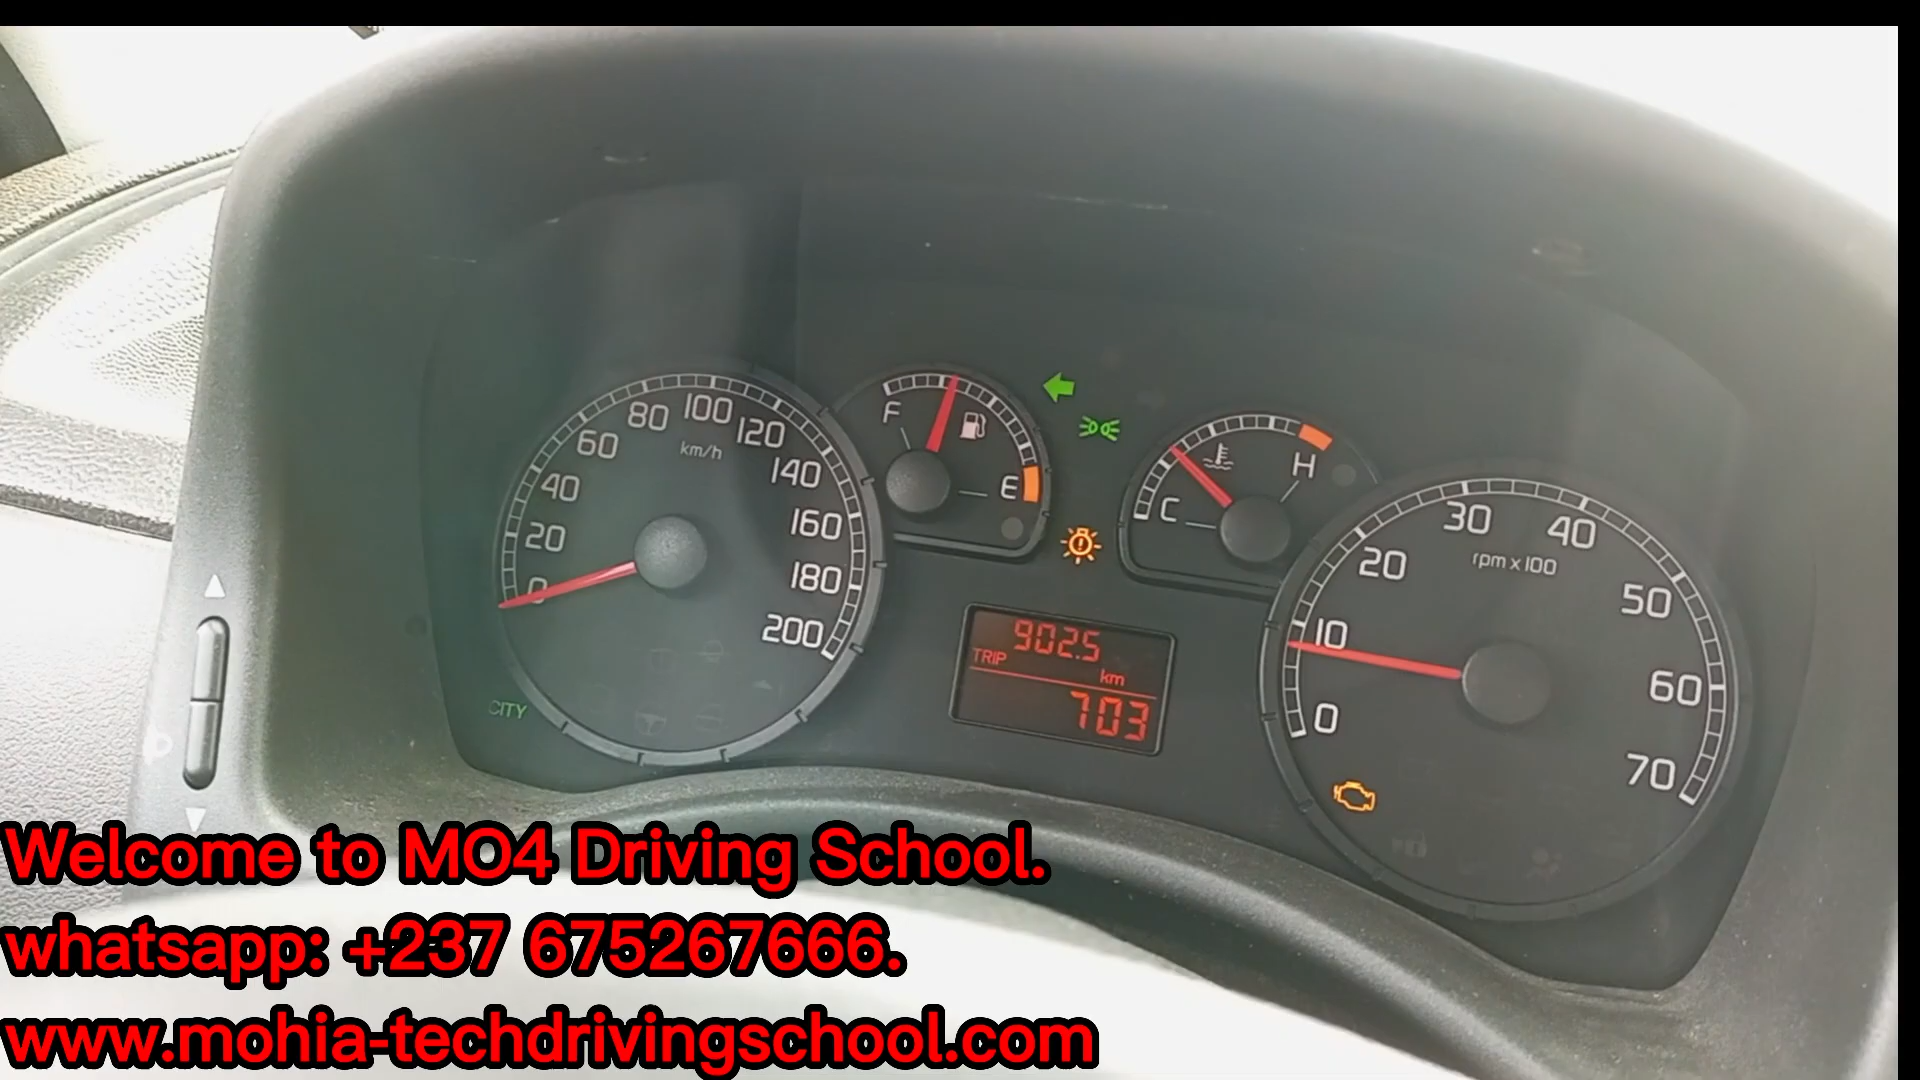 80
100
120
60
km/h
140
40
160
20
180
0
200
CITY
F
E
C
H
902.5
TRIP
km
703
30
40
20
rpm x 100
50
10
60
0
70
Welcome to MO4 Driving School.
whatsapp: +237 675267666.
www.mohia-techdrivingschool.com